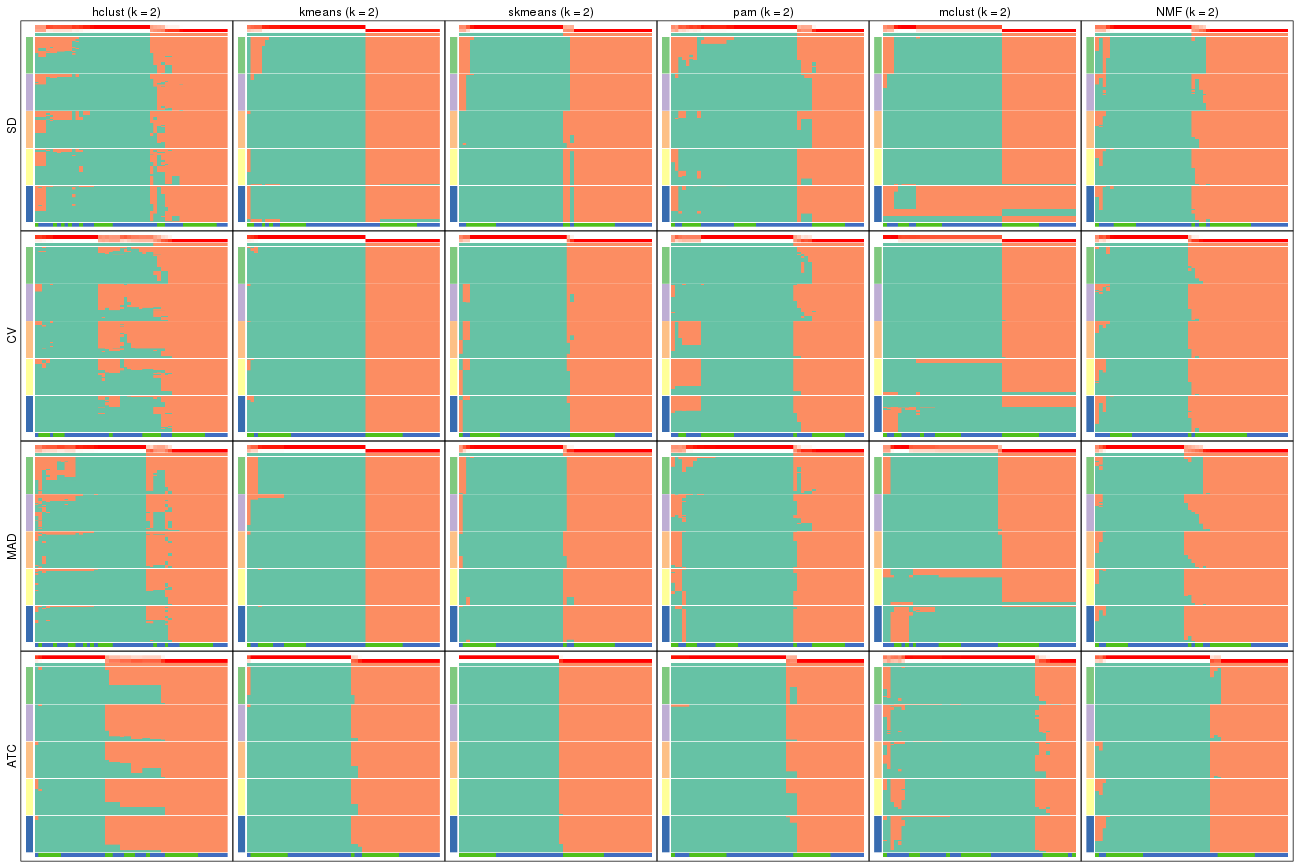 hclust (k = 2)
kmeans (k = 2)
skmeans (k = 2)
pam (k = 2)
mclust (k = 2)
NMF (k = 2)
SD
CV
MAD
ATC